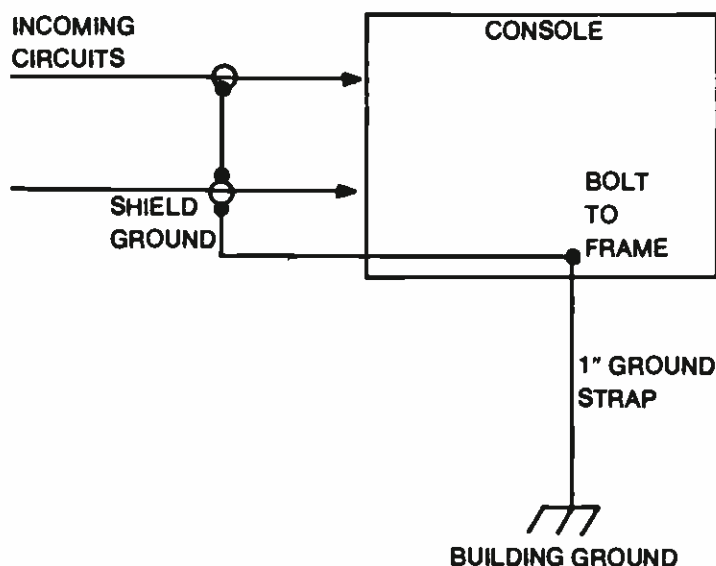 INCOMING
CIRCUITS
CONSOLE
SHIELD
GROUND
BOLT
TO
FRAME
1" GROUND
STRAP
BUILDING GROUND